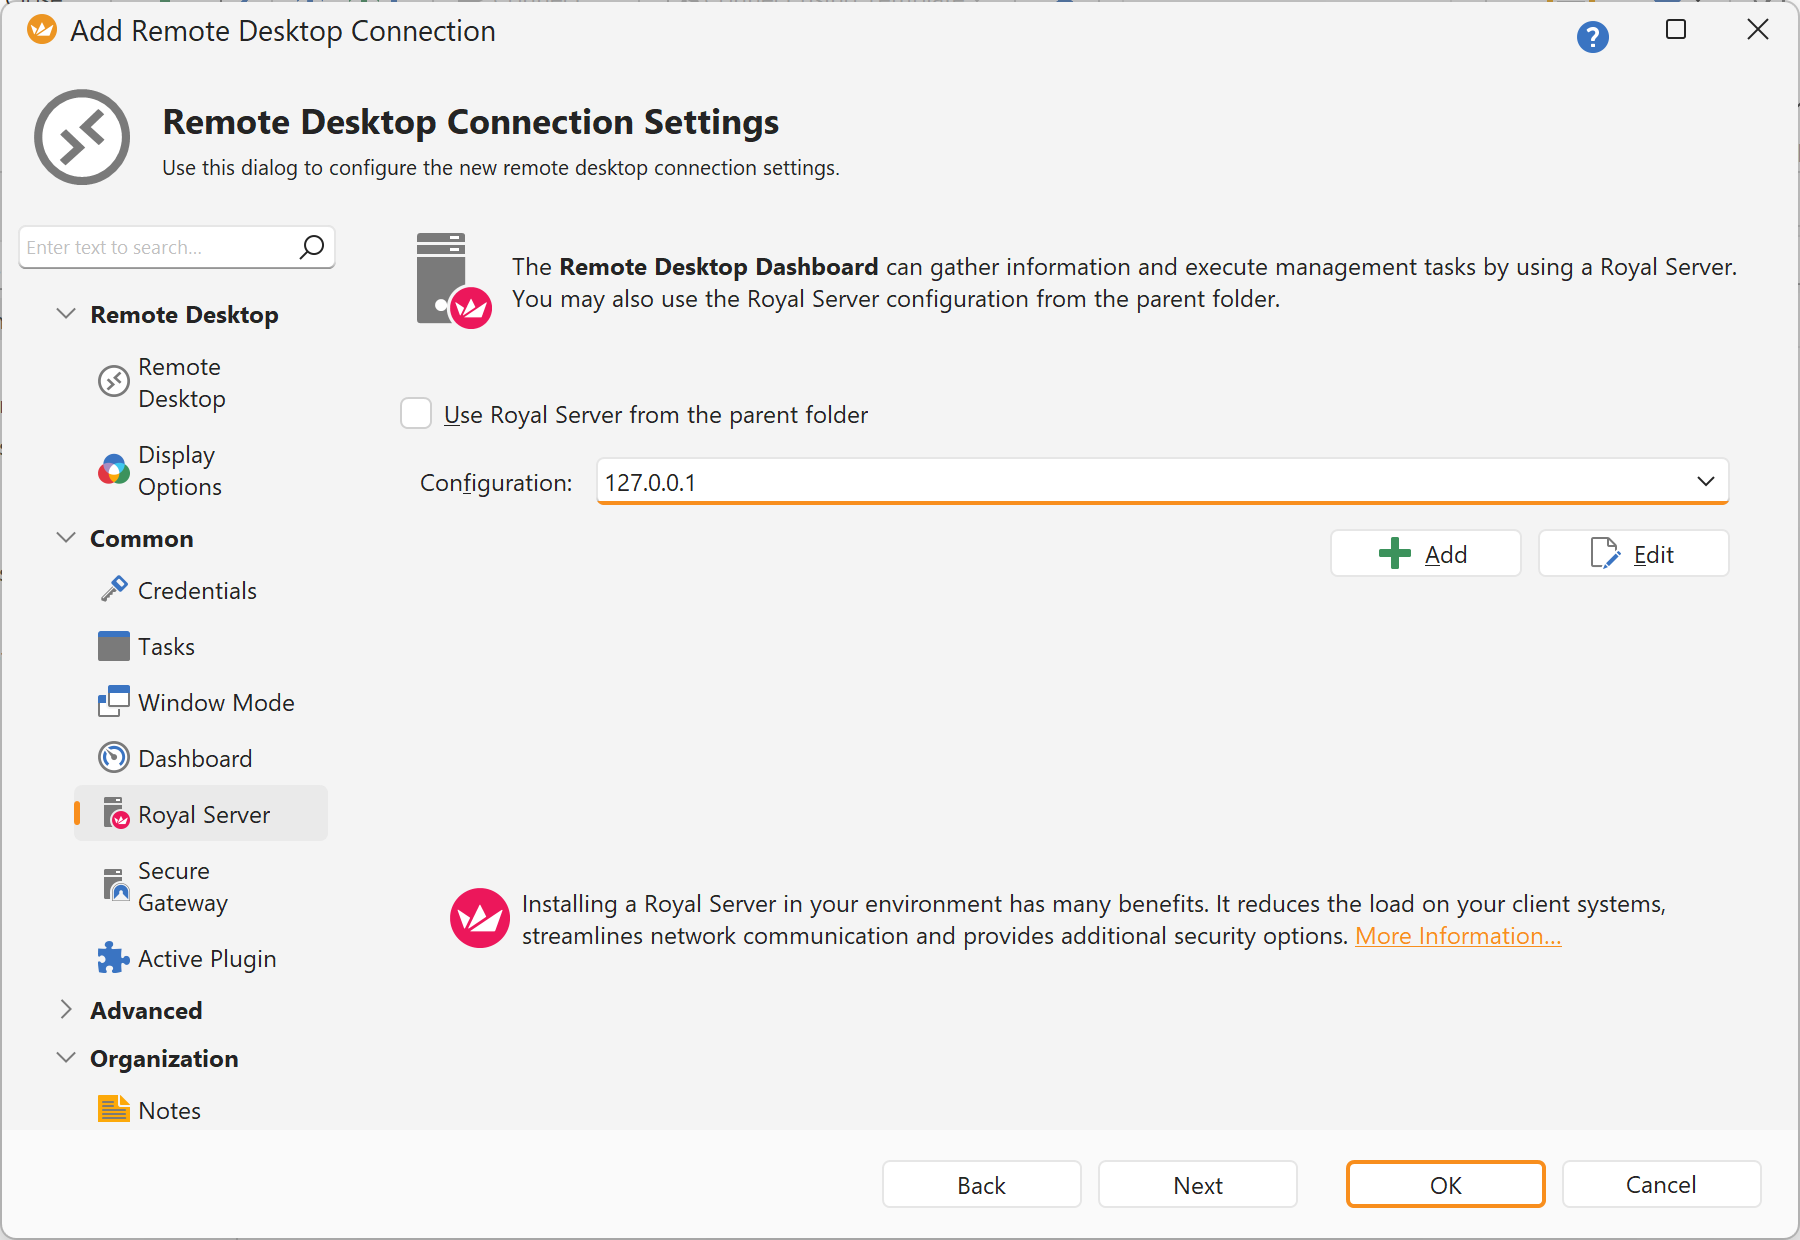 Add Remote Desktop Connection
?
Remote Desktop Connection Settings
Use this dialog to configure the new remote desktop connection settings.
Enter text to search...
Remote Desktop
Remote
Desktop
Display
Options
Common
Credentials
Tasks
Window Mode
Dashboard
Royal Server
Secure
Gateway
Active Plugin
Advanced
Organization
Notes
The Remote Desktop Dashboard can gather information and execute management tasks by using a Royal Server.
You may also use the Royal Server configuration from the parent folder.
Use Royal Server from the parent folder
Configuration: 127.0.0.1
Add Edit
Installing a Royal Server in your environment has many benefits. It reduces the load on your client systems,
streamlines network communication and provides additional security options. More Information...
Back Next OK Cancel